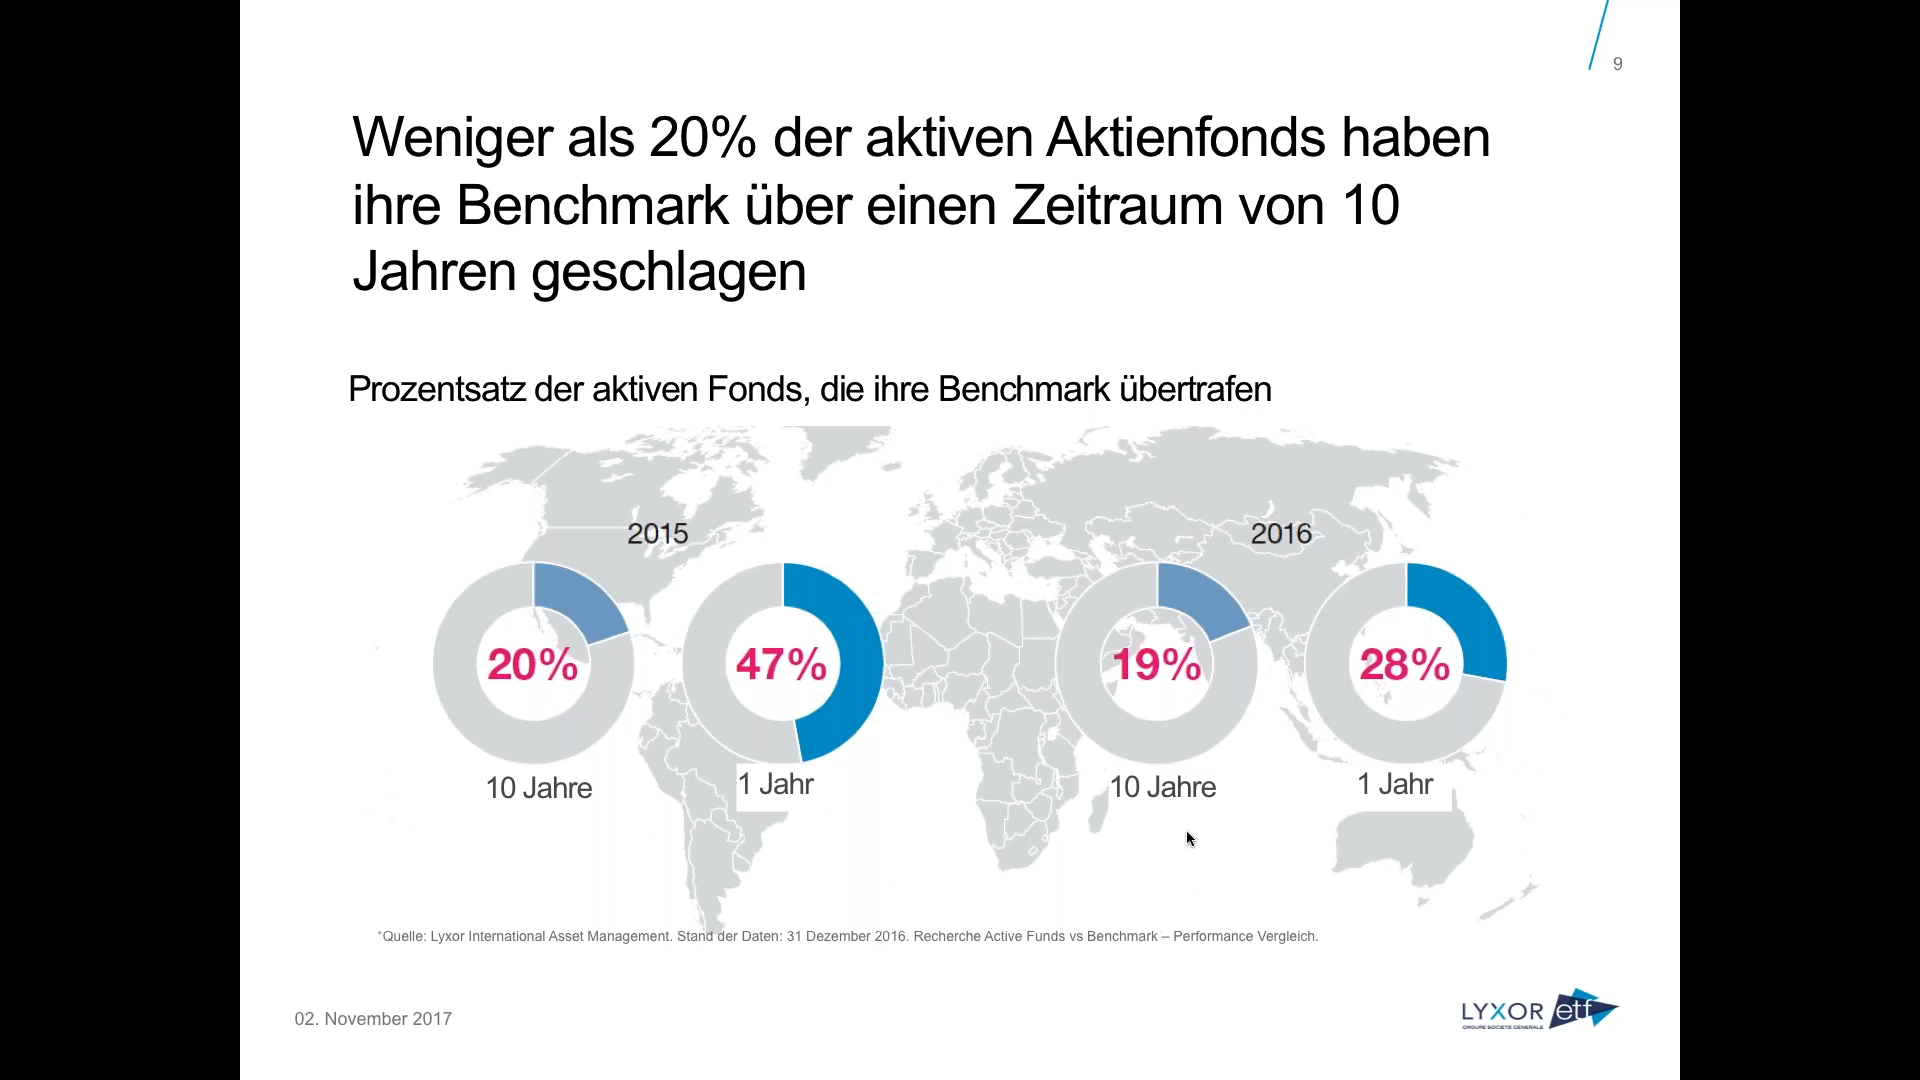 9
Weniger als 20% der aktiven Aktienfonds haben
ihre Benchmark über einen Zeitraum von 10
Jahren geschlagen
Prozentsatz der aktiven Fonds, die ihre Benchmark übertrafen
2015
2016
20%
47%
19%
28%
10 Jahre
1 Jahr
10 Jahre
1 Jahr
*Quelle: Lyxor International Asset Management. Stand der Daten: 31 Dezember 2016. Recherche Active Funds vs Benchmark – Performance Vergleich.
02. November 2017
LYXOR etf
GROUPE SOCIETE GENERALE